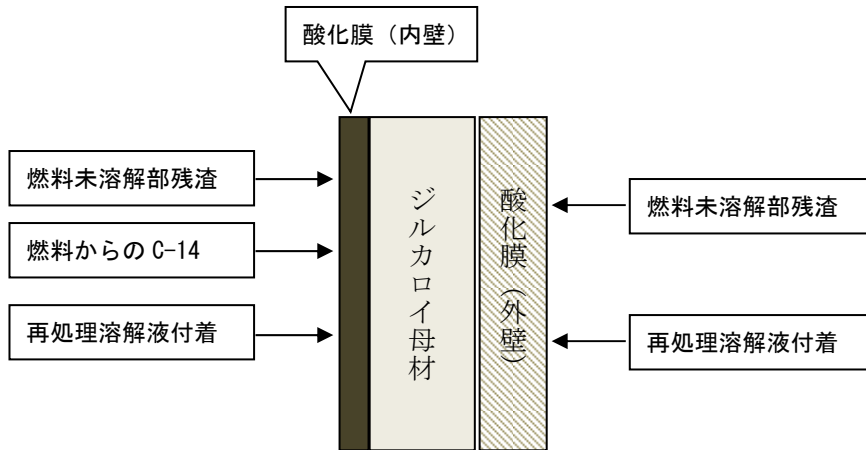 酸化膜（内壁）
燃料未溶解部残渣
燃料からの C-14
再処理溶解液付着
ジルカロイ母材
酸化膜（外壁）
燃料未溶解部残渣
再処理溶解液付着